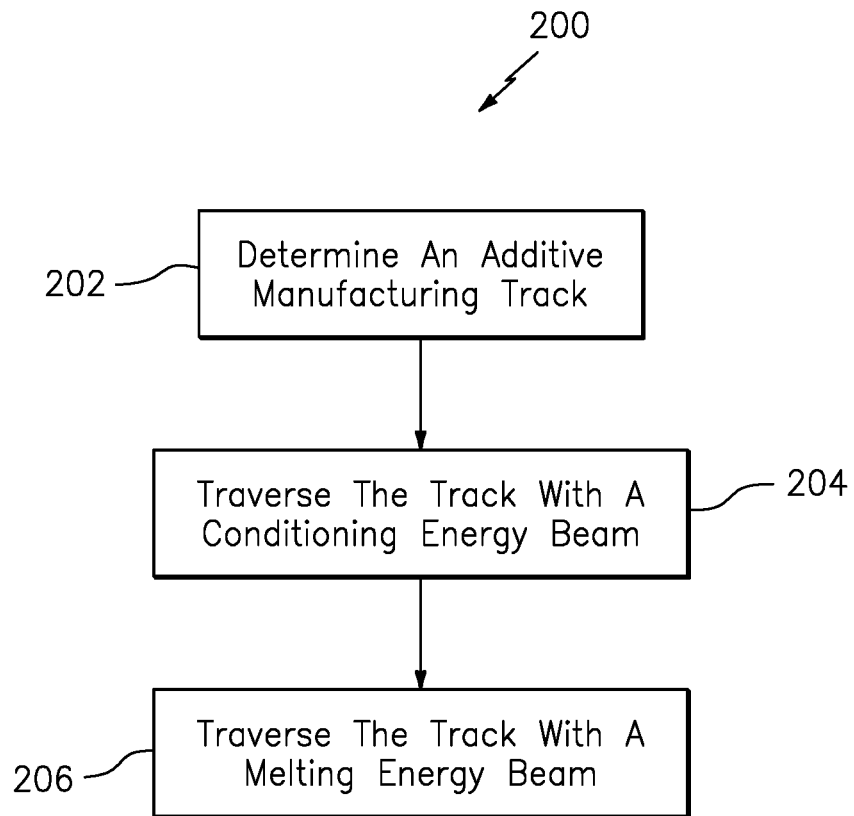 200
Determine An Additive
Manufacturing Track
202
Traverse The Track With A
Conditioning Energy Beam
204
Traverse The Track With A
Melting Energy Beam
206